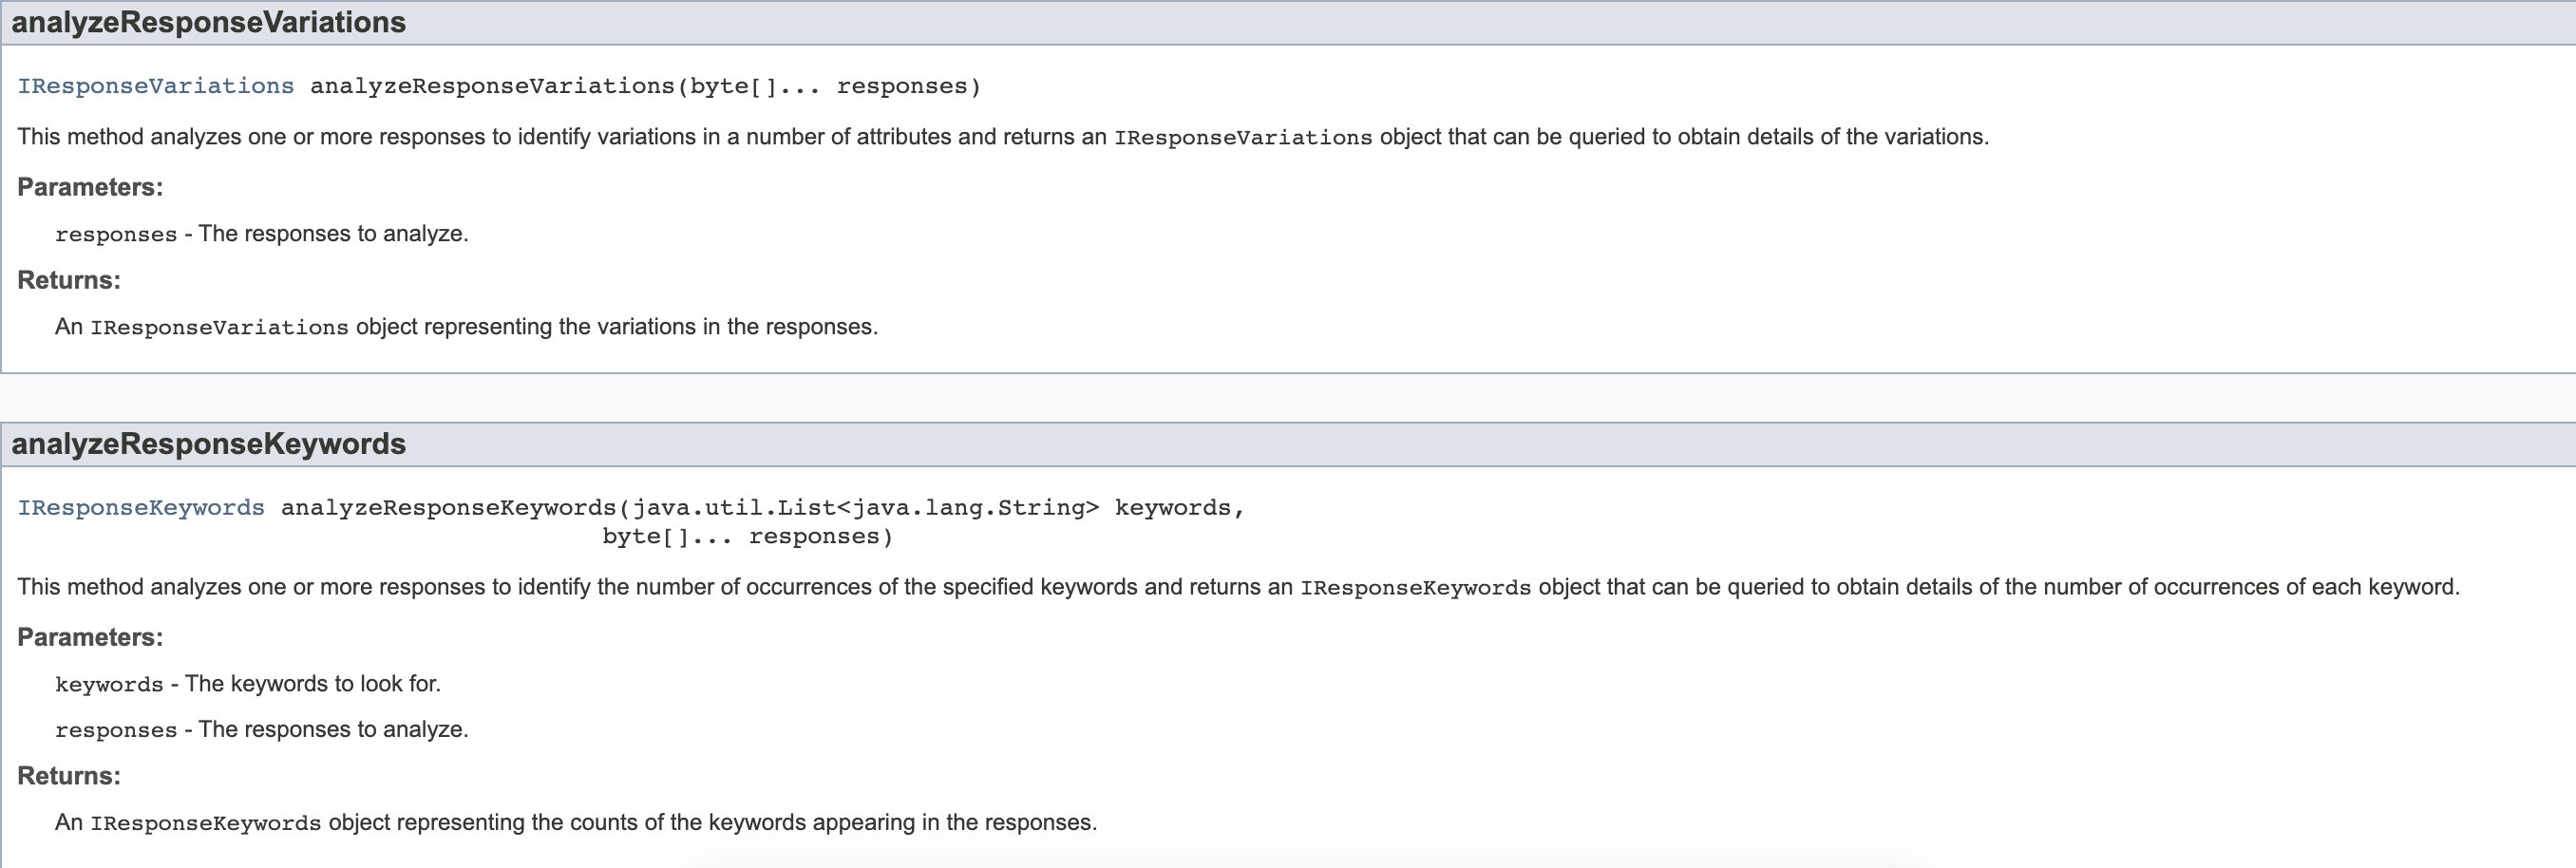 analyzeResponseVariations
IResponseVariations analyzeResponseVariations(byte[]... responses)
This method analyzes one or more responses to identify variations in a number of attributes and returns an IResponseVariations object that can be queried to obtain details of the variations.
Parameters:
responses - The responses to analyze.
Returns:
An IResponseVariations object representing the variations in the responses.
analyzeResponseKeywords
IResponseKeywords analyzeResponseKeywords(java.util.List<java.lang.String> keywords,
byte[]... responses)
This method analyzes one or more responses to identify the number of occurrences of the specified keywords and returns an IResponseKeywords object that can be queried to obtain details of the number of occurrences of each keyword.
Parameters:
keywords - The keywords to look for.
responses - The responses to analyze.
Returns:
An IResponseKeywords object representing the counts of the keywords appearing in the responses.